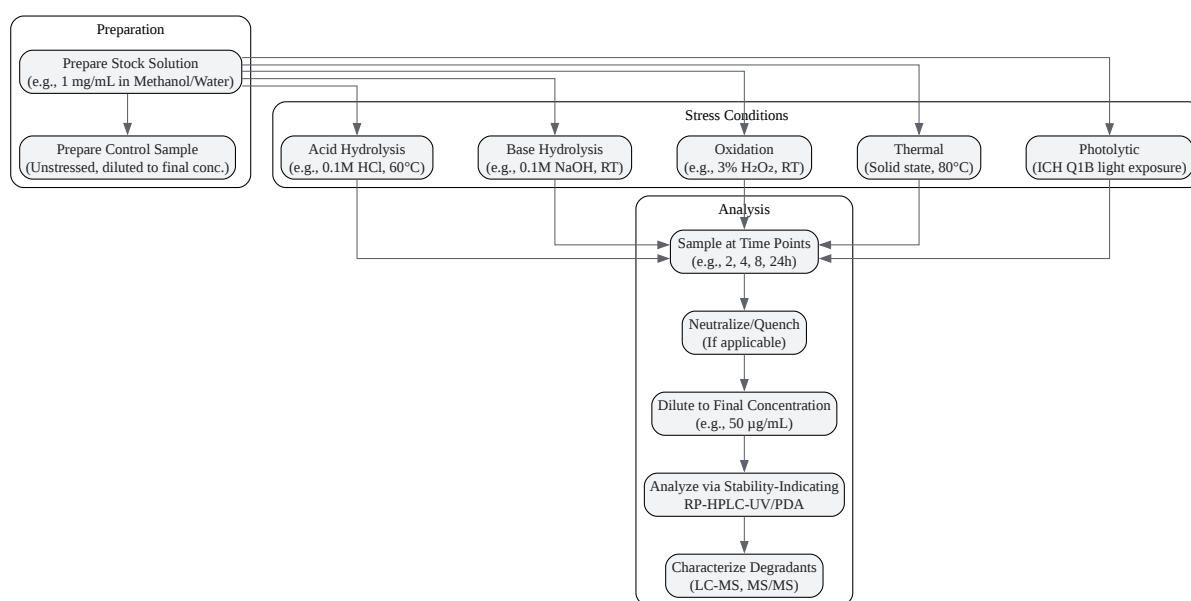 Preparation
Prepare Stock Solution
(e.g., 1 mg/mL in Methanol/Water)
Prepare Control Sample
(Unstressed, diluted to final conc.)
Stress Conditions
Acid Hydrolysis
(e.g., 0.1M HCl, 60°C)
Base Hydrolysis
(e.g., 0.1M NaOH, RT)
Oxidation
(e.g., 3% H₂O₂, RT)
Thermal
(Solid state, 80°C)
Photolytic
(ICH Q1B light exposure)
Analysis
Sample at Time Points
(e.g., 2, 4, 8, 24h)
Neutralize/Quench
(If applicable)
Dilute to Final Concentration
(e.g., 50 µg/mL)
Analyze via Stability-Indicating
RP-HPLC-UV/PDA
Characterize Degradants
(LC-MS, MS/MS)